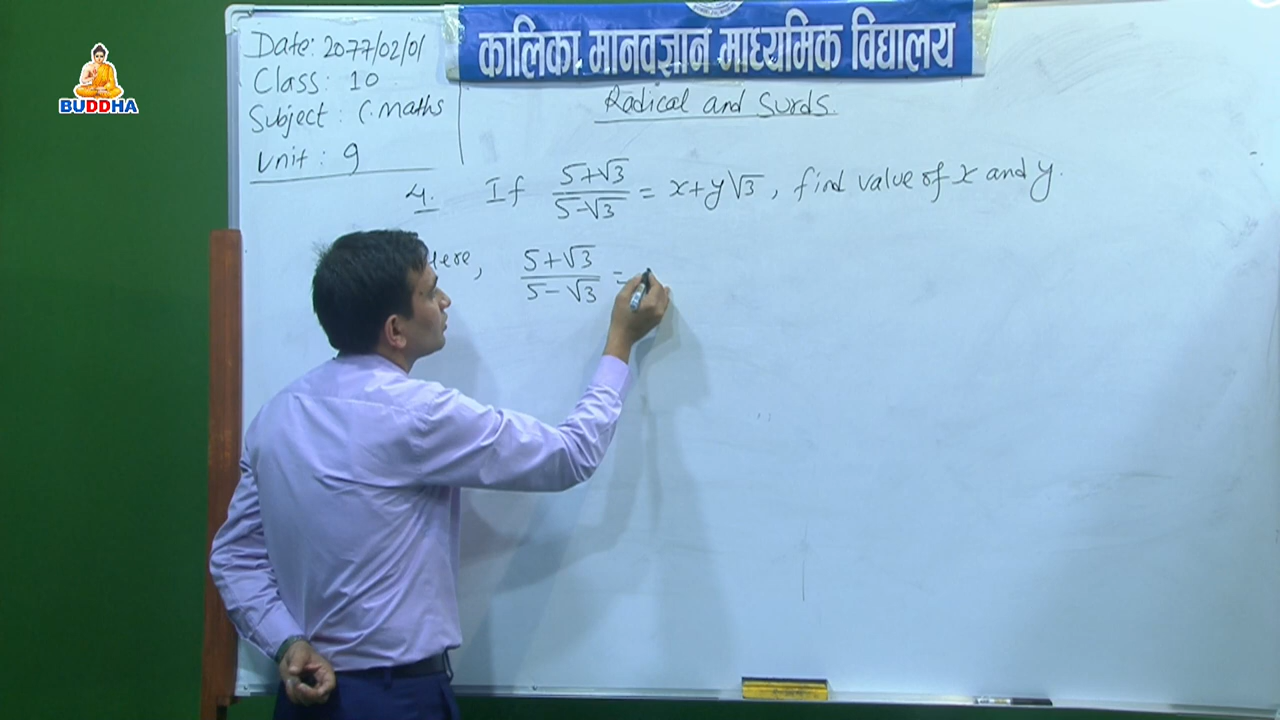 BUDDHA
कालिका मानवज्ञान माध्यमिक विद्यालय
Date: 2077/02/01
Class: 10
Subject: C.Maths
Unit: 9
Radical and Surds.
4. If (5+√3)/(5-√3) = x+y√3, find value of x and y.
ere, (5+√3)/(5-√3) =